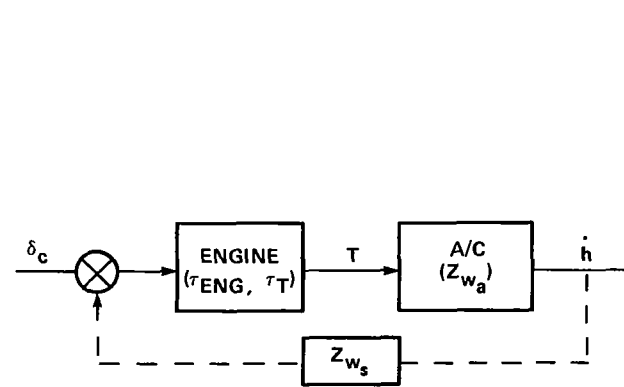 δc
ENGINE
(τENG, τT)
T
A/C
(Zwa)
ḣ
Zws